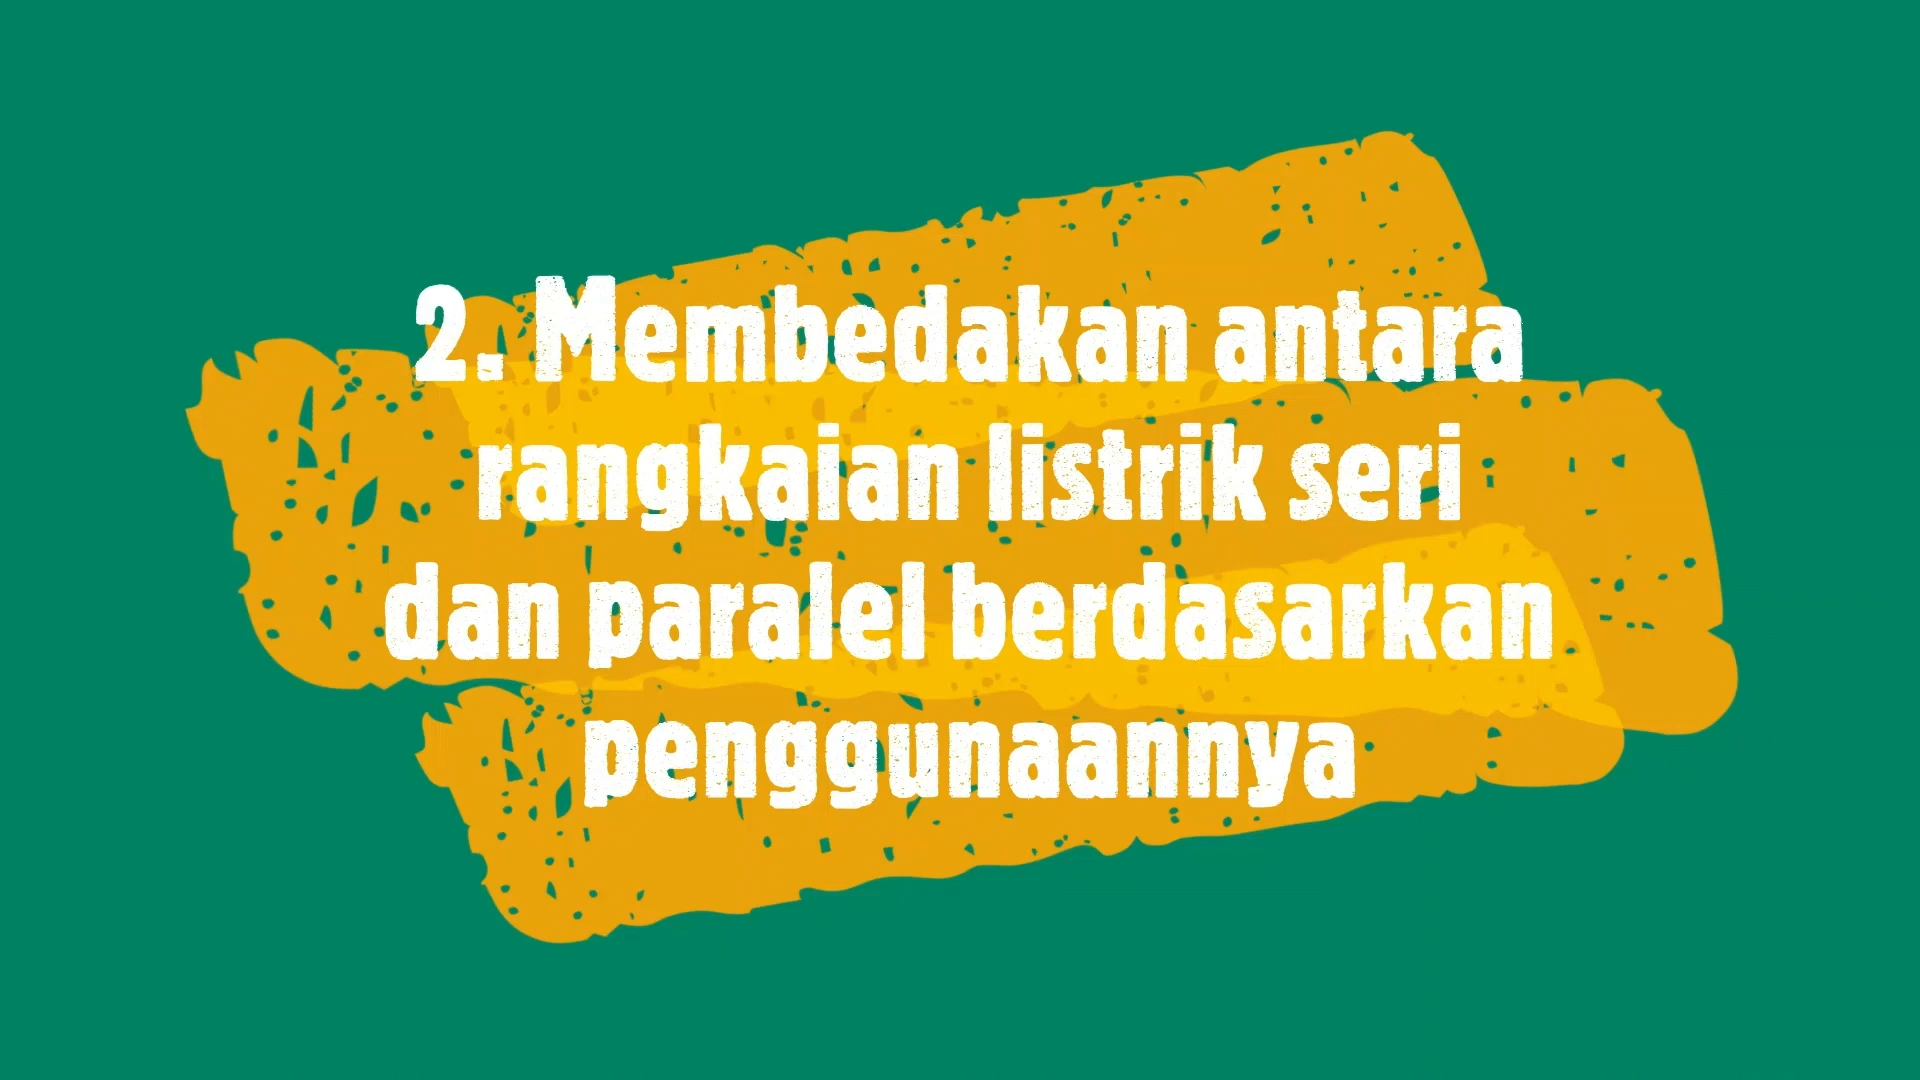 2. Membedakan antara
rangkaian listrik seri
dan paralel berdasarkan
penggunaannya